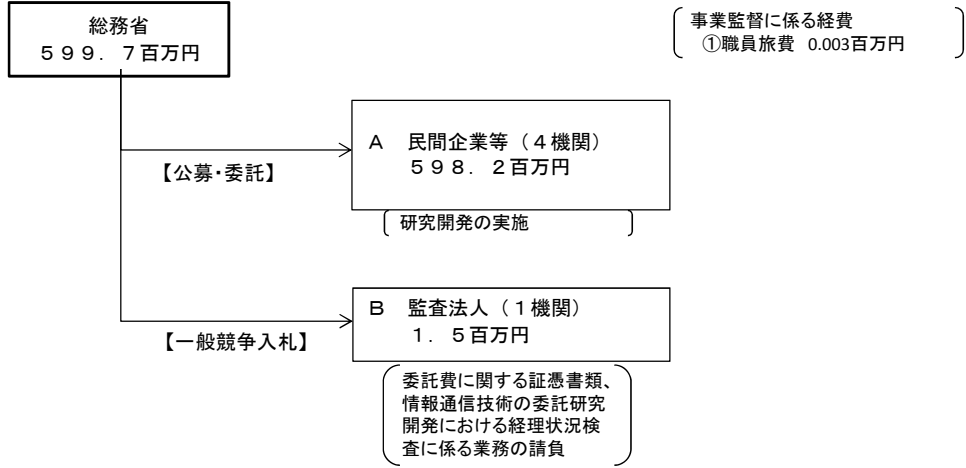 総務省
５９９．７百万円
事業監督に係る経費
①職員旅費 0.003百万円
A 民間企業等（４機関）
５９８．２百万円
【公募・委託】
研究開発の実施
B 監査法人（１機関）
１．５百万円
【一般競争入札】
委託費に関する証憑書類、
情報通信技術の委託研究
開発における経理状況検
査に係る業務の請負